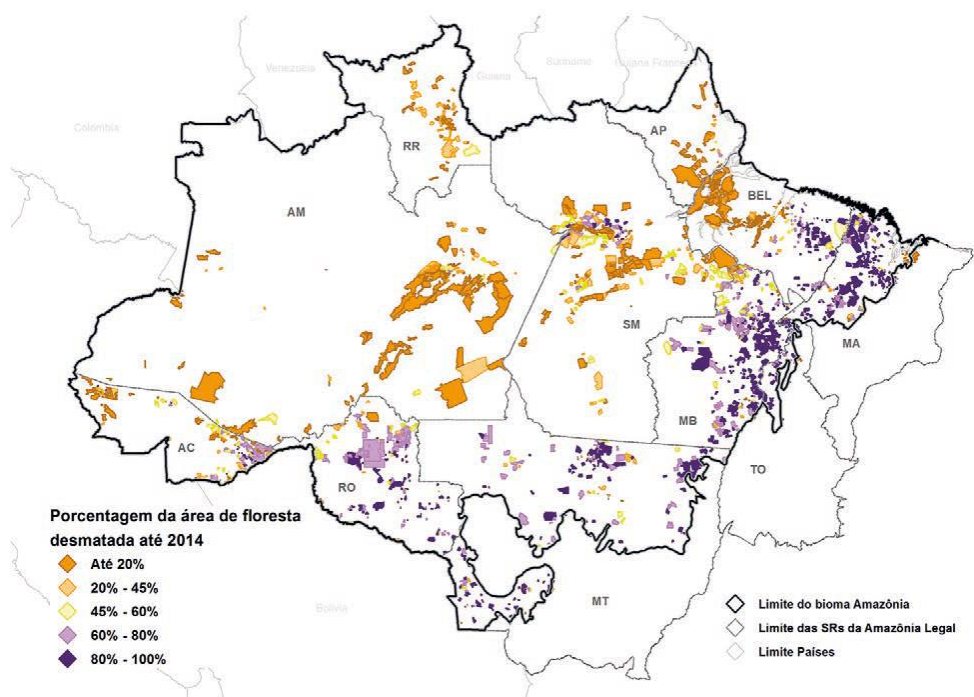 Venezuela
Guiana
Suriname
Guiana Francesa
Colombia
RR
AP
BEL
AM
SM
MA
MB
AC
TO
RO
MT
Bolívia
Porcentagem da área de floresta
desmatada até 2014
Até 20%
20% - 45%
45% - 60%
60% - 80%
80% - 100%
Limite do bioma Amazônia
Limite das SRs da Amazônia Legal
Limite Países